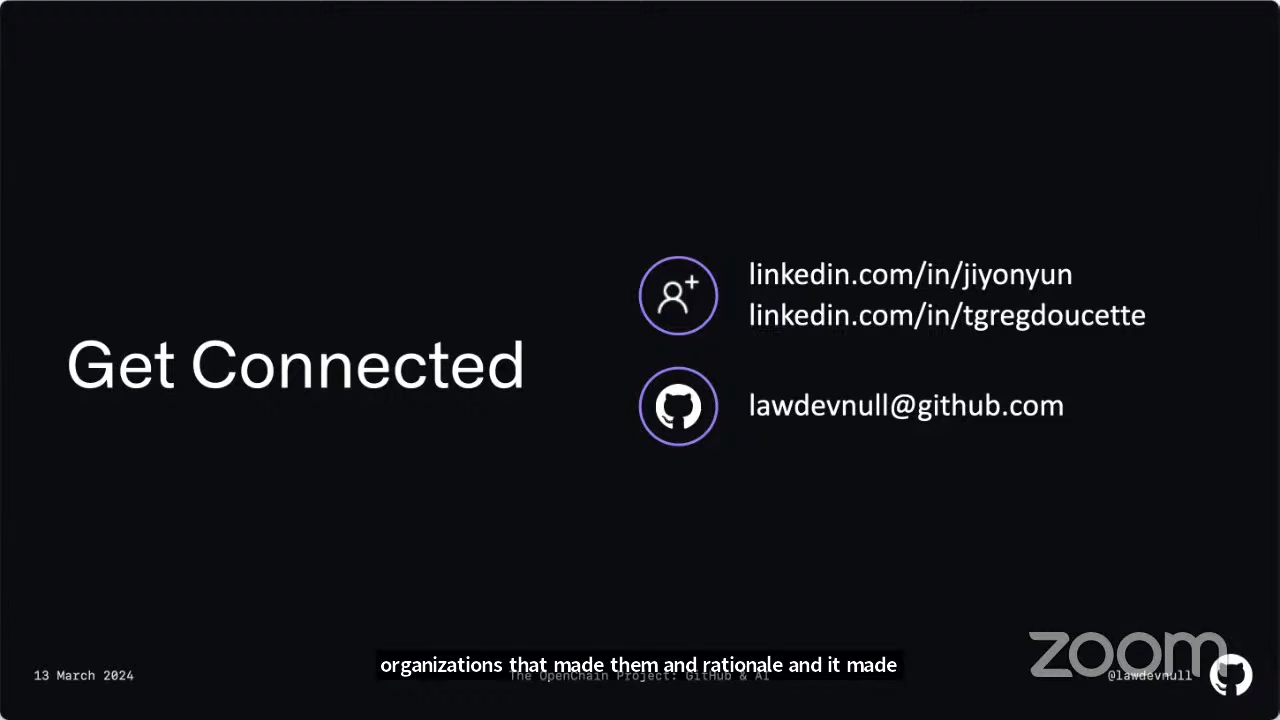 Get Connected
linkedin.com/in/jiyonyun
linkedin.com/in/tgregdoucette
lawdevnull@github.com
organizations that made them and rationale and it made
13 March 2024
The OpenChain Project: GitHub & AI
@lawdevnull
zoom